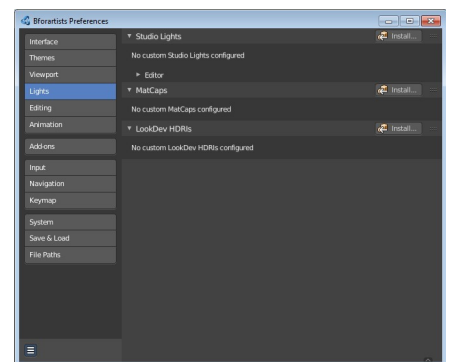 Bforartists Preferences
Interface
Themes
Viewport
Lights
Editing
Animation
Add-ons
Input
Navigation
Keymap
System
Save & Load
File Paths
Studio Lights
Install...
No custom Studio Lights configured
Editor
MatCaps
Install...
No custom MatCaps configured
LookDev HDRIs
Install...
No custom LookDev HDRIs configured